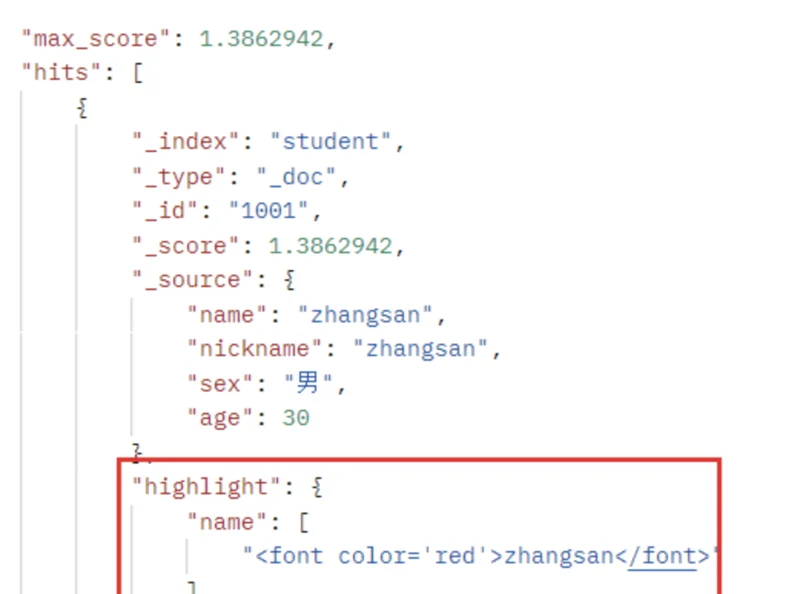 "max_score": 1.3862942,
"hits": [
{
"_index": "student",
"_type": "_doc",
"_id": "1001",
"_score": 1.3862942,
"_source": {
"name": "zhangsan",
"nickname": "zhangsan",
"sex": "男",
"age": 30
},
"highlight": {
"name": [
"<font color='red'>zhangsan</font>"
]